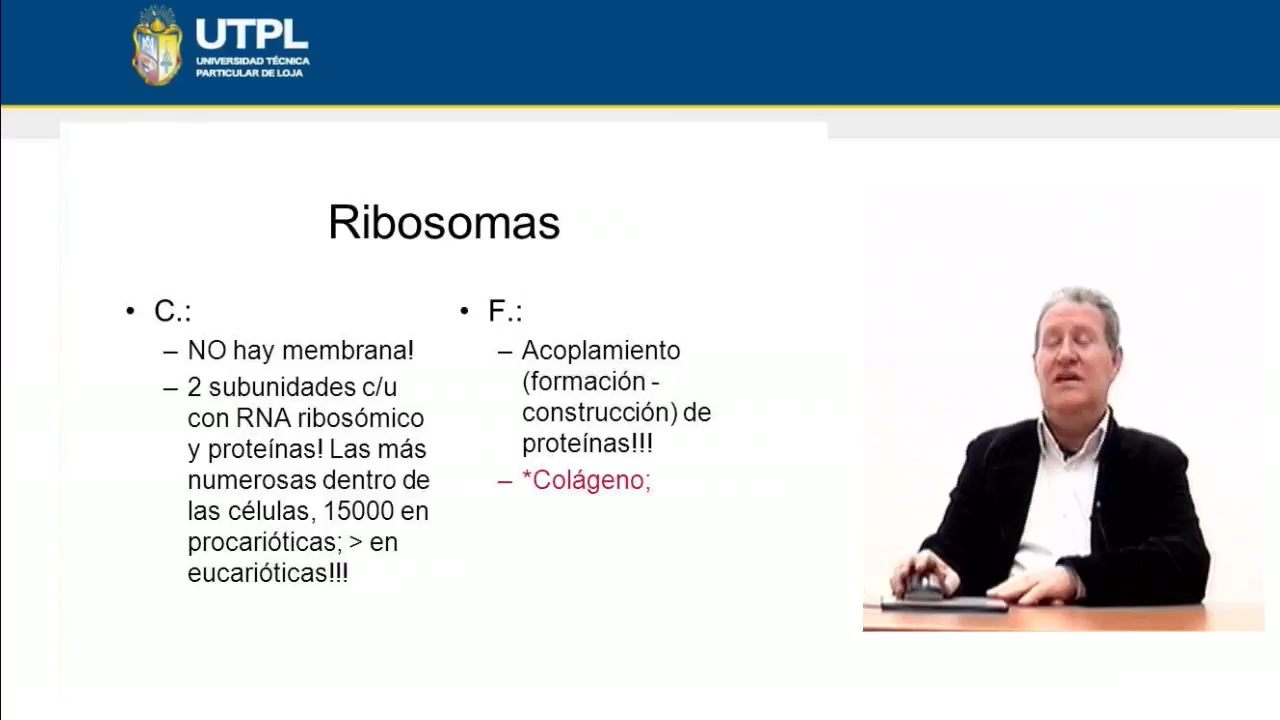 UTPL
UNIVERSIDAD TÉCNICA
PARTICULAR DE LOJA
Ribosomas
• C.:
– NO hay membrana!
– 2 subunidades c/u
con RNA ribosómico
y proteínas! Las más
numerosas dentro de
las células, 15000 en
procarióticas; > en
eucarióticas!!!
• F.:
– Acoplamiento
(formación -
construcción) de
proteínas!!!
– *Colágeno;